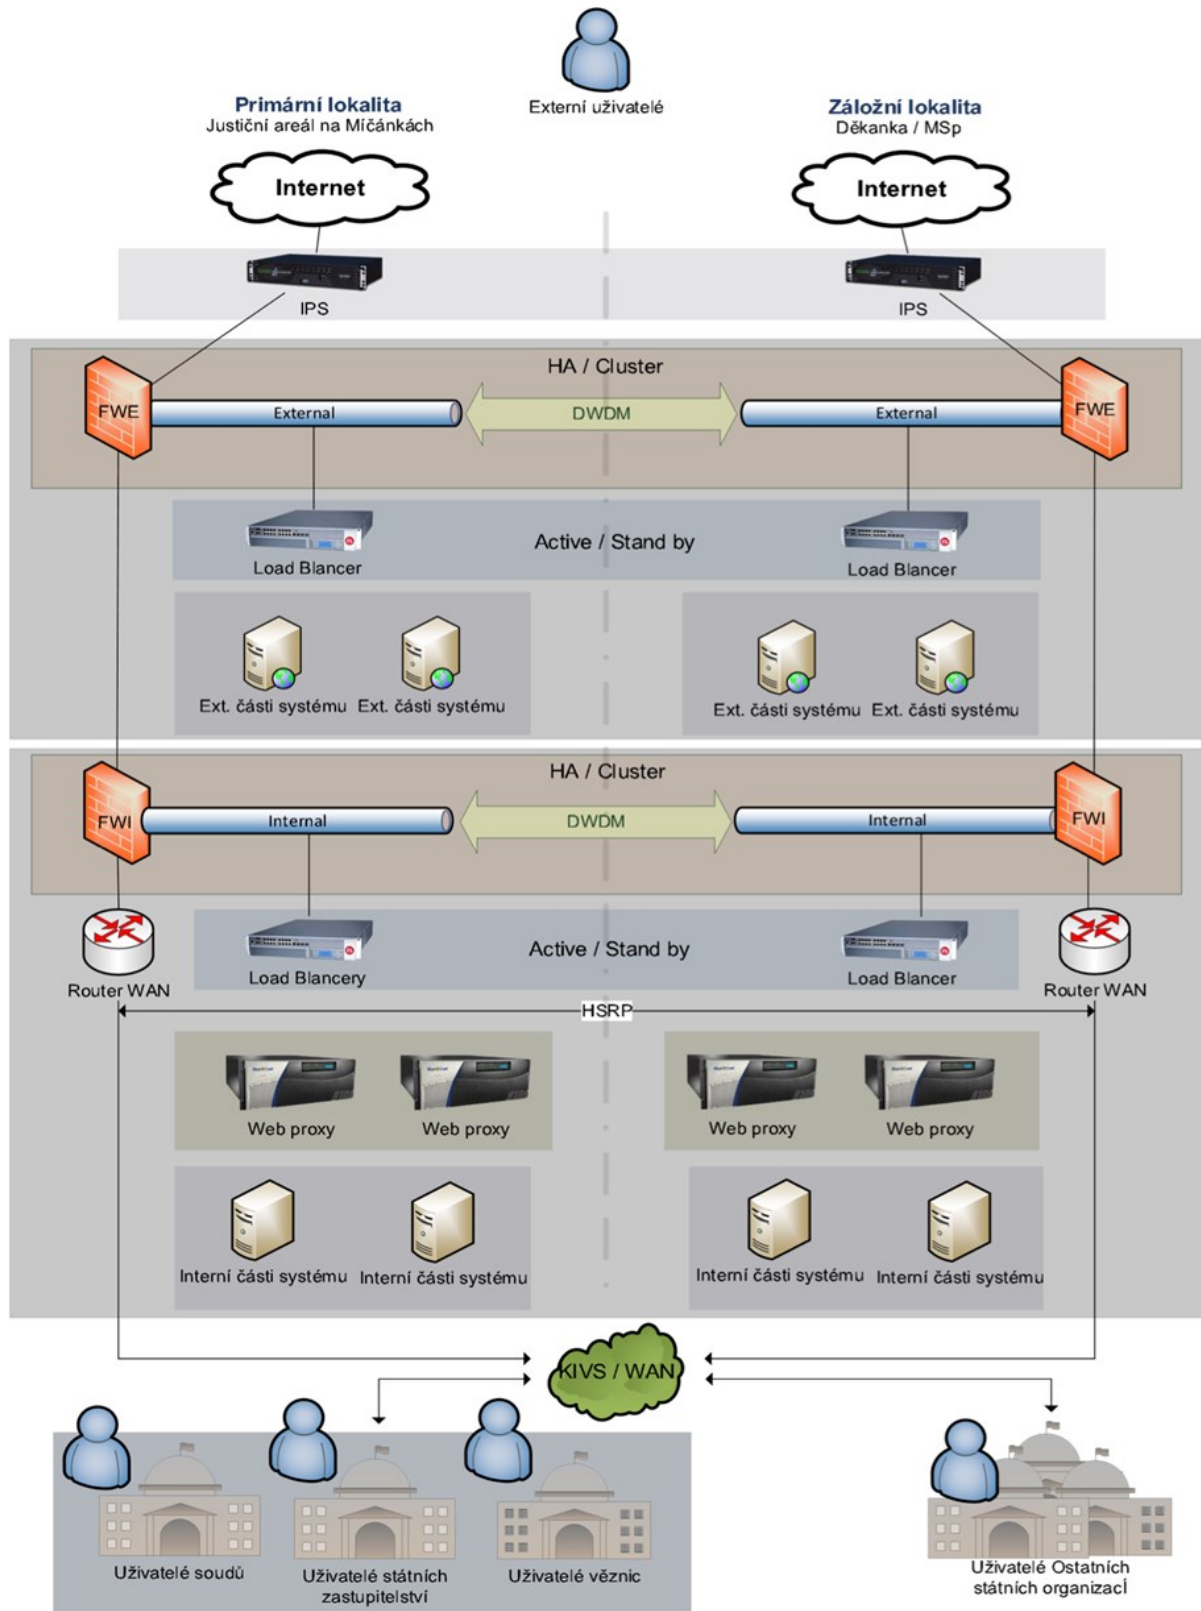 Externí uživatelé
Primární lokalita
Justiční areál na Míčánkách
Záložní lokalita
Děkanka / MSp
Internet
Internet
IPS
IPS
HA / Cluster
FWE
External
DWDM
External
FWE
Active / Stand by
Load Blancer
Load Blancer
Ext. části systému
Ext. části systému
Ext. části systému
Ext. části systému
HA / Cluster
FWI
Internal
DWDM
Internal
FWI
Active / Stand by
Load Blancery
Load Blancer
Router WAN
Router WAN
HSRP
Web proxy
Web proxy
Web proxy
Web proxy
Interní části systému
Interní části systému
Interní části systému
Interní části systému
KIVS / WAN
Uživatelé soudů
Uživatelé státních
zastupitelství
Uživatelé věznic
Uživatelé Ostatních
státních organizací